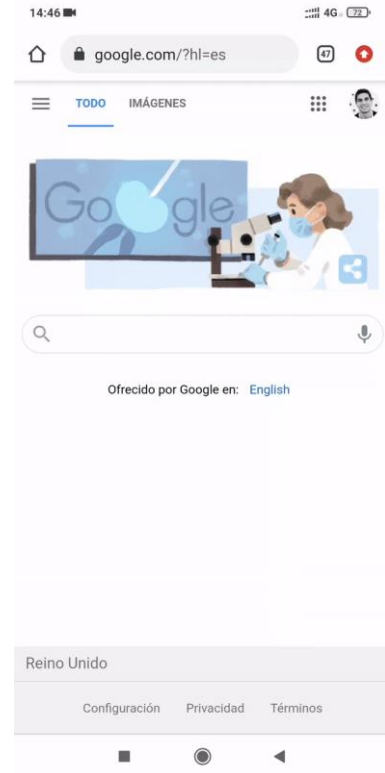 14:46 4G 72
google.com/?hl=es 47
TODO IMÁGENES
Google
Ofrecido por Google en: English
Reino Unido
Configuración Privacidad Términos